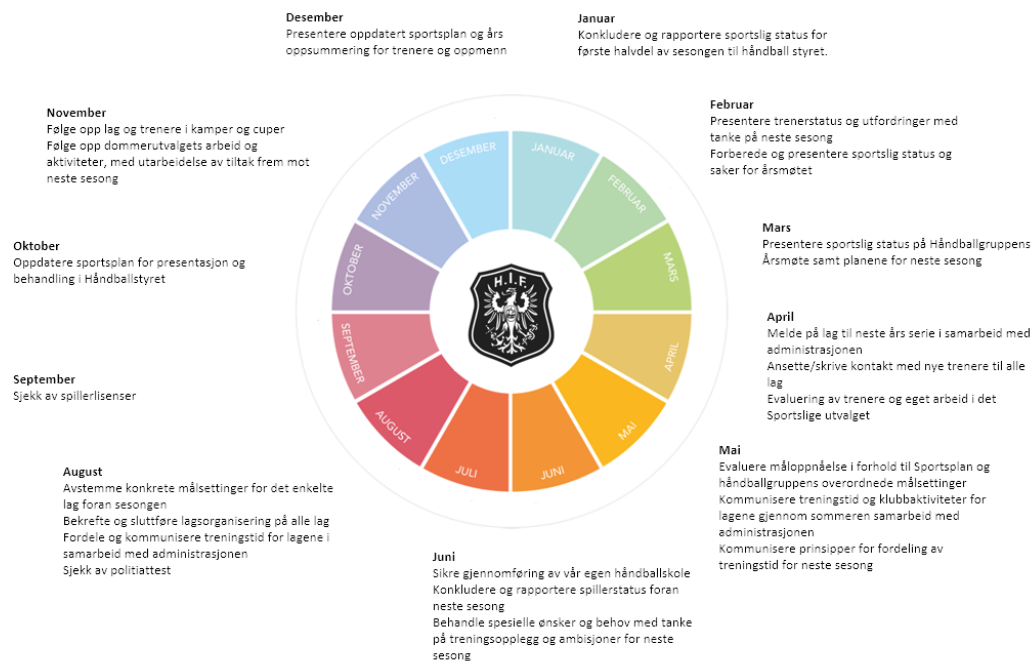 Desember
Presentere oppdatert sportsplan og års
oppsummering for trenere og oppmenn
Januar
Konkludere og rapportere sportslig status for
første halvdel av sesongen til håndball styret.
Februar
Presentere trenerstatus og utfordringer med
tanke på neste sesong
Forberede og presentere sportslig status og
saker for årsmøtet
Mars
Presentere sportslig status på Håndballgruppens
Årsmøte samt planene for neste sesong
April
Melde på lag til neste års serie i samarbeid med
administrasjonen
Ansette/skrive kontakt med nye trenere til alle
lag
Evaluering av trenere og eget arbeid i det
Sportslige utvalget
Mai
Evaluere måloppnåelse i forhold til Sportsplan og
håndballgruppens overordnede målsettinger
Kommunisere treningstid og klubbaktiviteter for
lagene gjennom sommeren samarbeid med
administrasjonen
Kommunisere prinsipper for fordeling av
treningstid for neste sesong
Juni
Sikre gjennomføring av vår egen håndballskole
Konkludere og rapportere spillerstatus foran
neste sesong
Behandle spesielle ønsker og behov med tanke
på treningsopplegg og ambisjoner for neste
sesong
August
Avstemme konkrete målsettinger for det enkelte
lag foran sesongen
Bekrefte og sluttføre lagsorganisering på alle lag
Fordele og kommunisere treningstid for lagene i
samarbeid med administrasjonen
Sjekk av politiattest
September
Sjekk av spillerlisenser
Oktober
Oppdatere sportsplan for presentasjon og
behandling i Håndballstyret
November
Følge opp lag og trenere i kamper og cuper
Følge opp dommerutvalgets arbeid og
aktiviteter, med utarbeidelse av tiltak frem mot
neste sesong
JANUAR
FEBRUAR
MARS
APRIL
MAI
JUNI
JULI
AUGUST
SEPTEMBER
OKTOBER
NOVEMBER
DESEMBER
H.I.F.